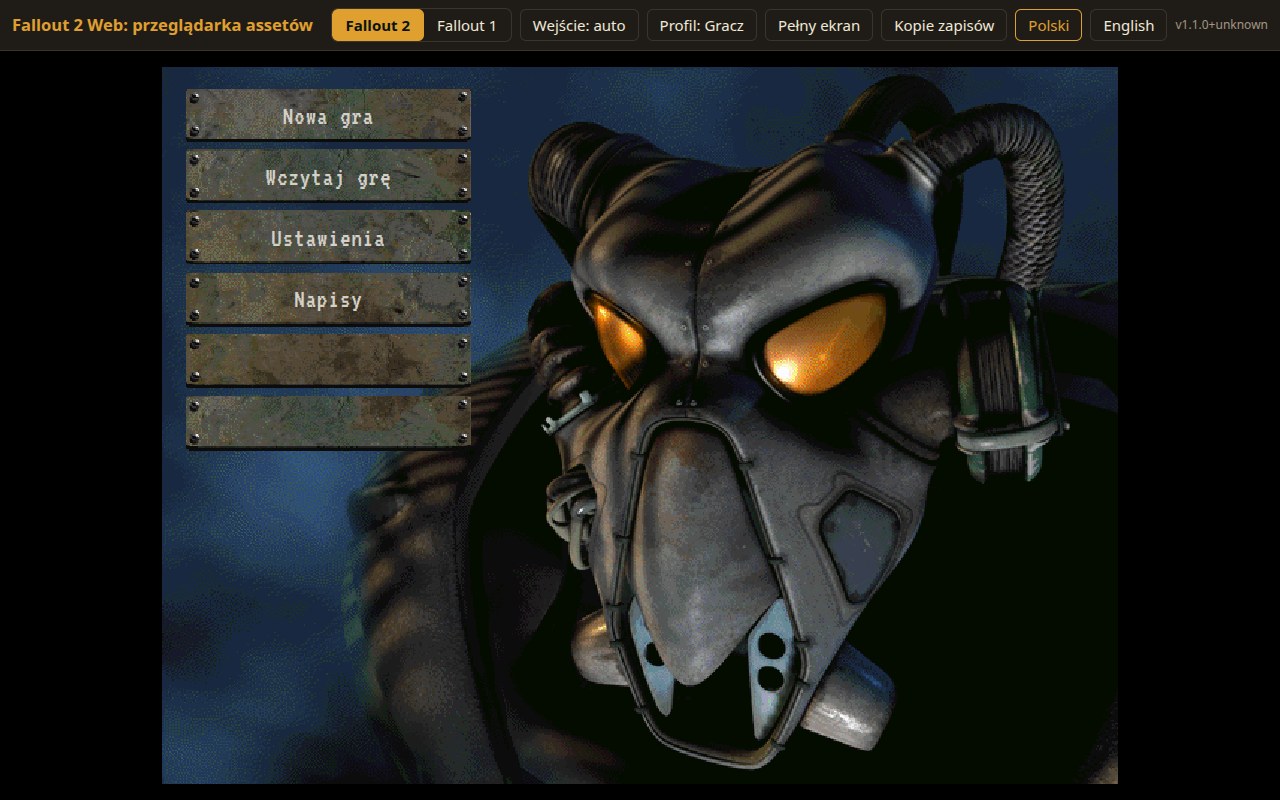 Fallout 2 Web: przeglądarka assetów Fallout 2 Fallout 1 Wejście: auto Profil: Gracz Pełny ekran Kopie zapisów Polski English v1.1.0+unknown
Nowa gra
Wczytaj grę
Ustawienia
Napisy